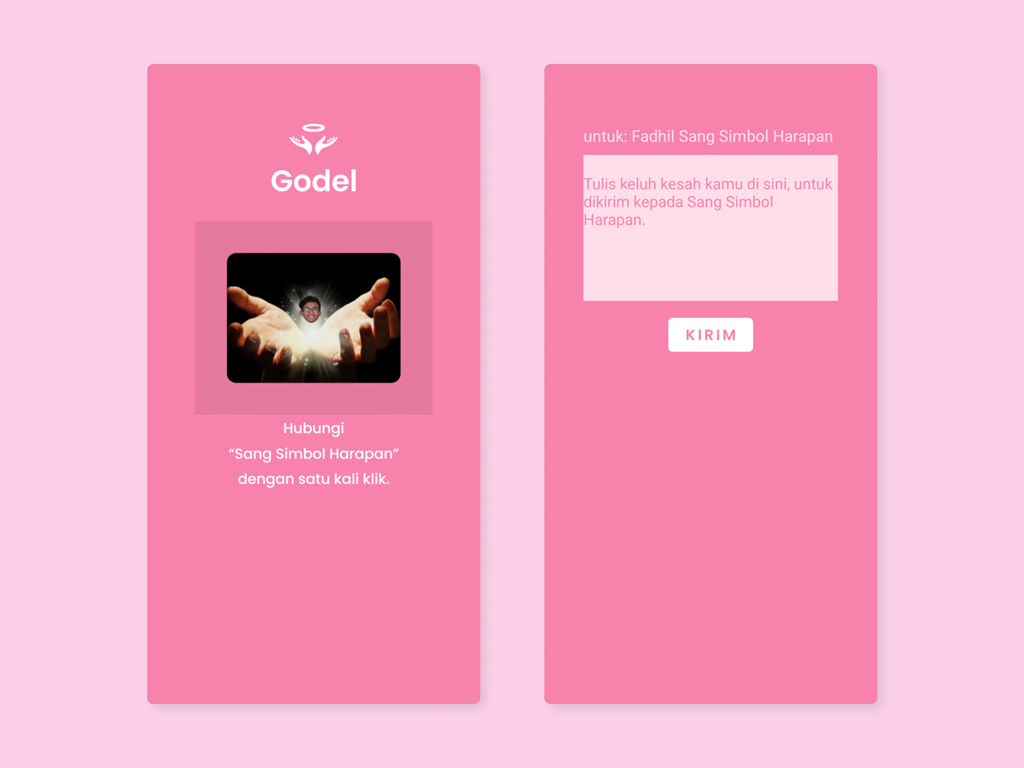 Godel
Hubungi
“Sang Simbol Harapan”
dengan satu kali klik.
untuk: Fadhil Sang Simbol Harapan
Tulis keluh kesah kamu di sini, untuk
dikirim kepada Sang Simbol
Harapan.
KIRIM